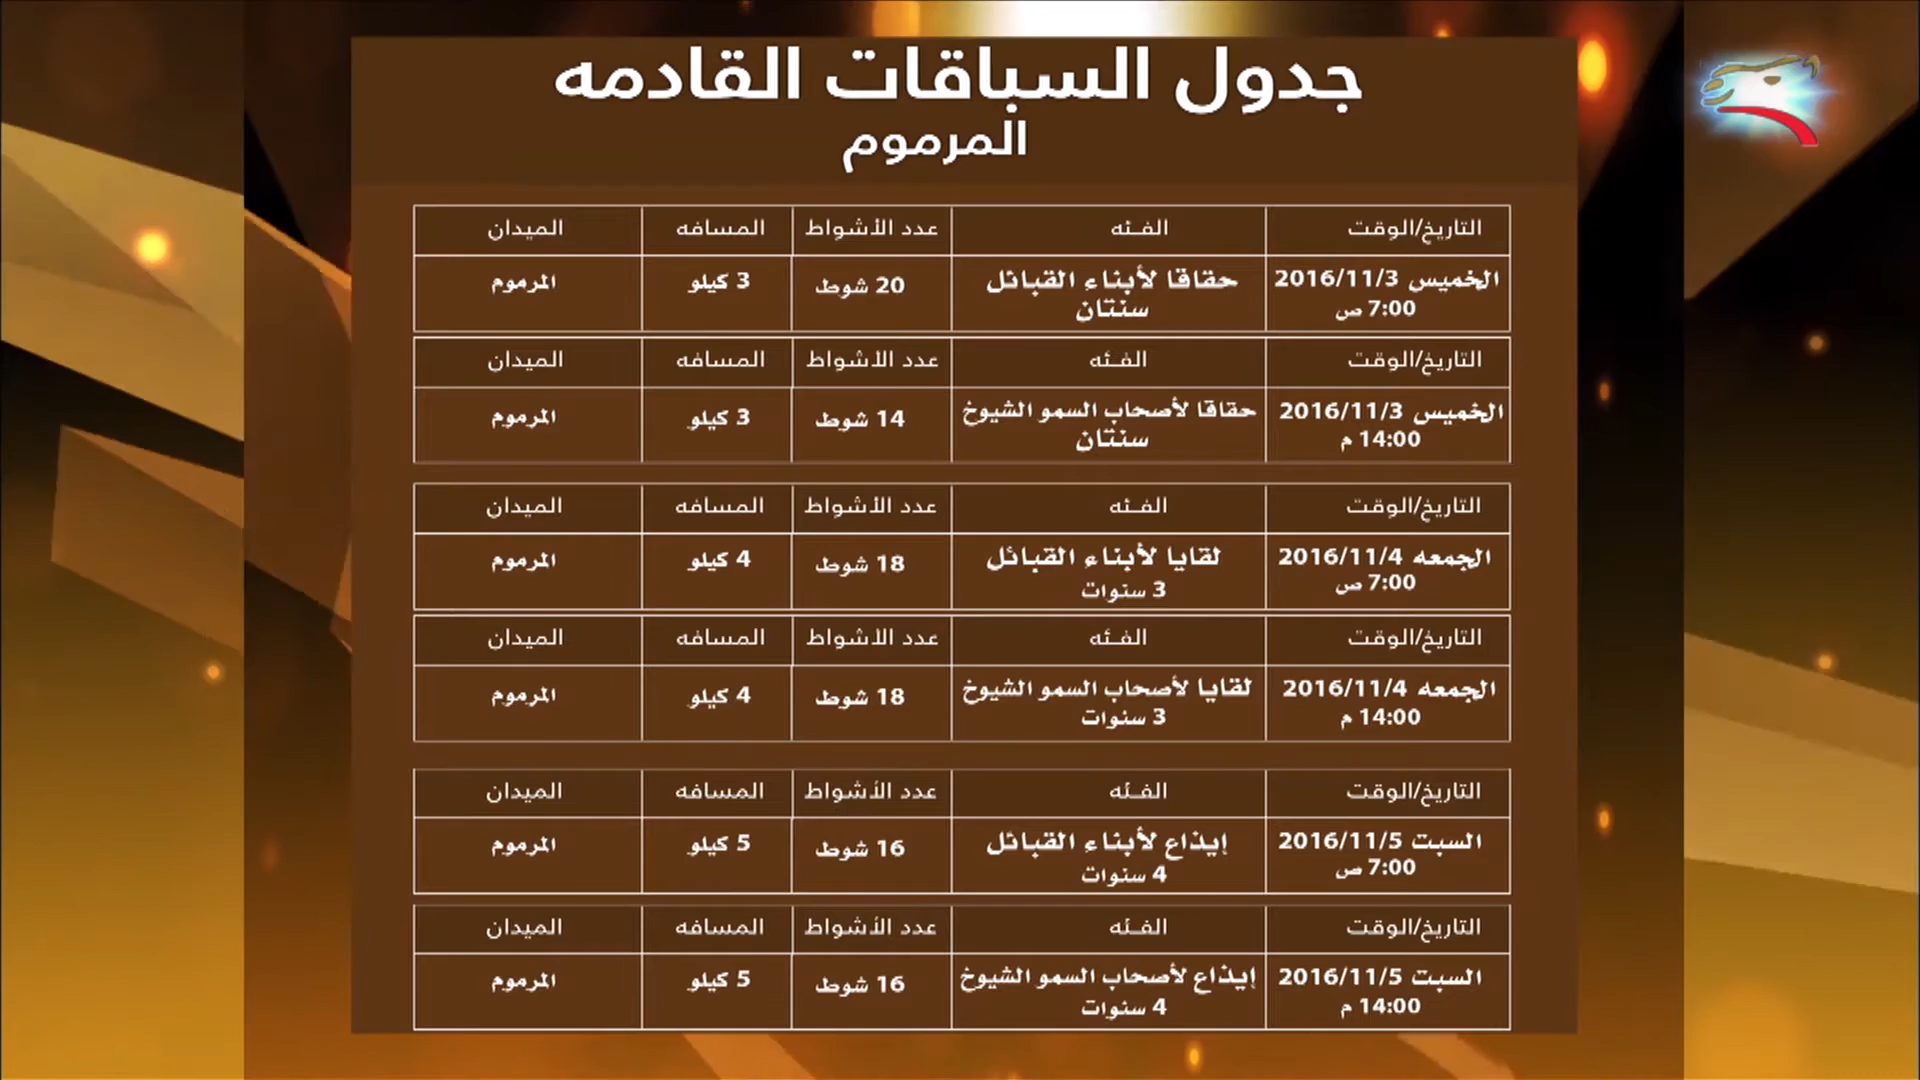 جدول السباقات القادمه
المرموم
التاريخ/الوقت الفئه عدد الأشواط المسافه الميدان
الخميس 2016/11/3 7:00 ص حقاقا لأبناء القبائل سنتان 20 شوط 3 كيلو المرموم
التاريخ/الوقت الفئه عدد الأشواط المسافه الميدان
الخميس 2016/11/3 14:00 م حقاقا لأصحاب السمو الشيوخ سنتان 14 شوط 3 كيلو المرموم
التاريخ/الوقت الفئه عدد الأشواط المسافه الميدان
الجمعه 2016/11/4 7:00 ص لقايا لأبناء القبائل 3 سنوات 18 شوط 4 كيلو المرموم
التاريخ/الوقت الفئه عدد الأشواط المسافه الميدان
الجمعه 2016/11/4 14:00 م لقايا لأصحاب السمو الشيوخ 3 سنوات 18 شوط 4 كيلو المرموم
التاريخ/الوقت الفئه عدد الأشواط المسافه الميدان
السبت 2016/11/5 7:00 ص إيذاع لأبناء القبائل 4 سنوات 16 شوط 5 كيلو المرموم
التاريخ/الوقت الفئه عدد الأشواط المسافه الميدان
السبت 2016/11/5 14:00 م إيذاع لأصحاب السمو الشيوخ 4 سنوات 16 شوط 5 كيلو المرموم